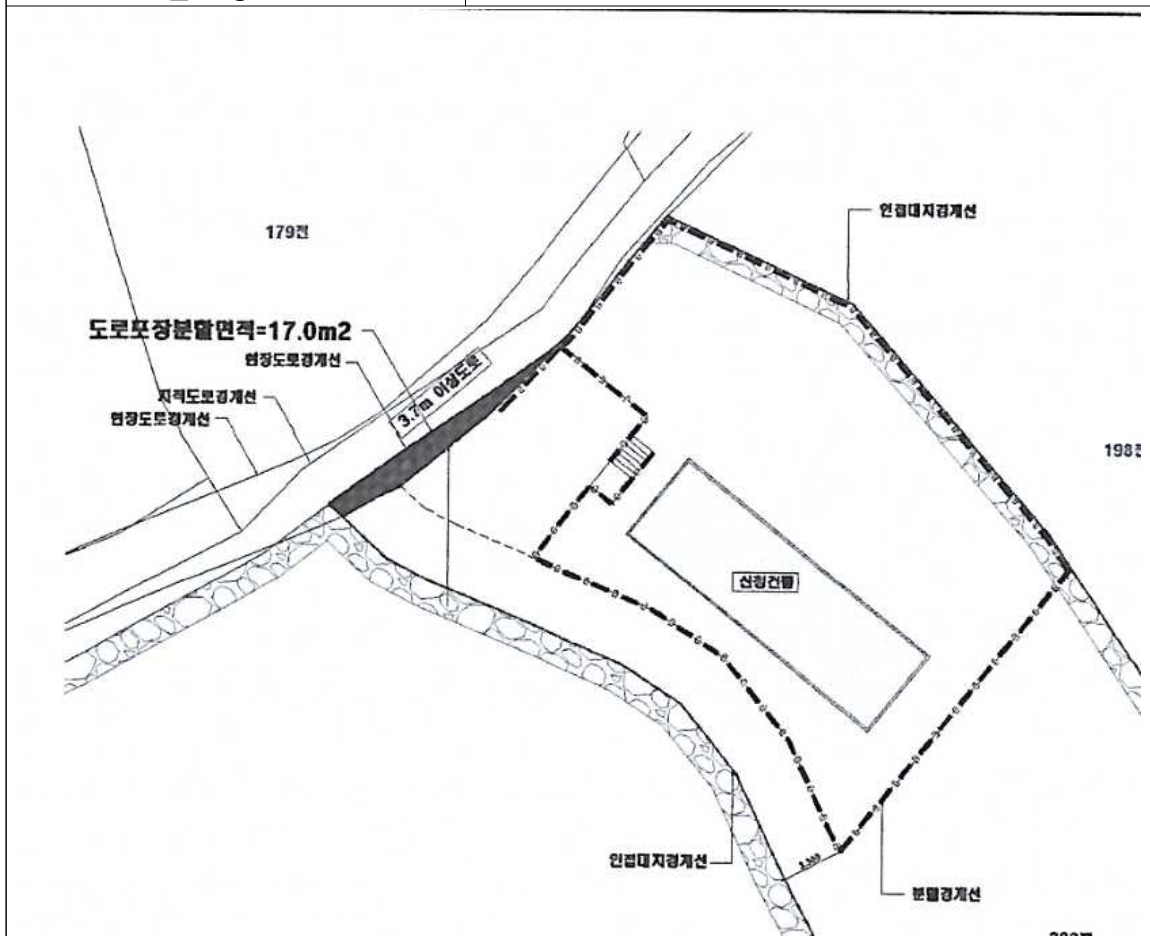 인접대지경계선
179전
도로포장분할면적=17.0m2
현장도로경계선
3.7m 이상도로
지적도로경계선
현장도로경계선
198전
신청건물
인접대지경계선
분할경계선